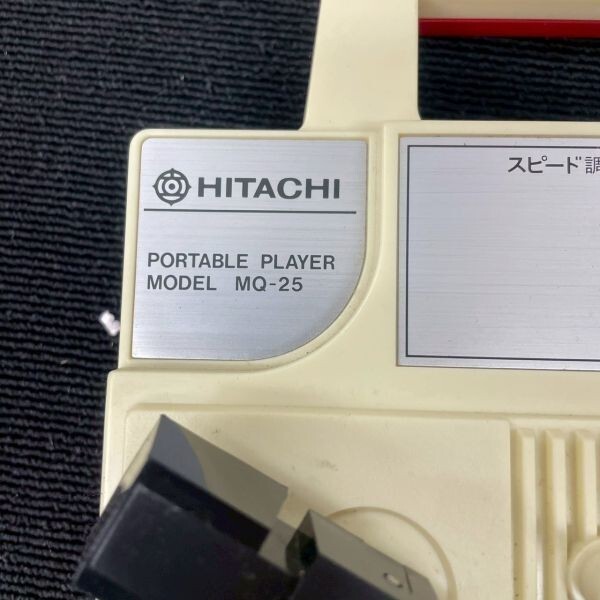 HITACHI
PORTABLE PLAYER
MODEL MQ-25
スピード調